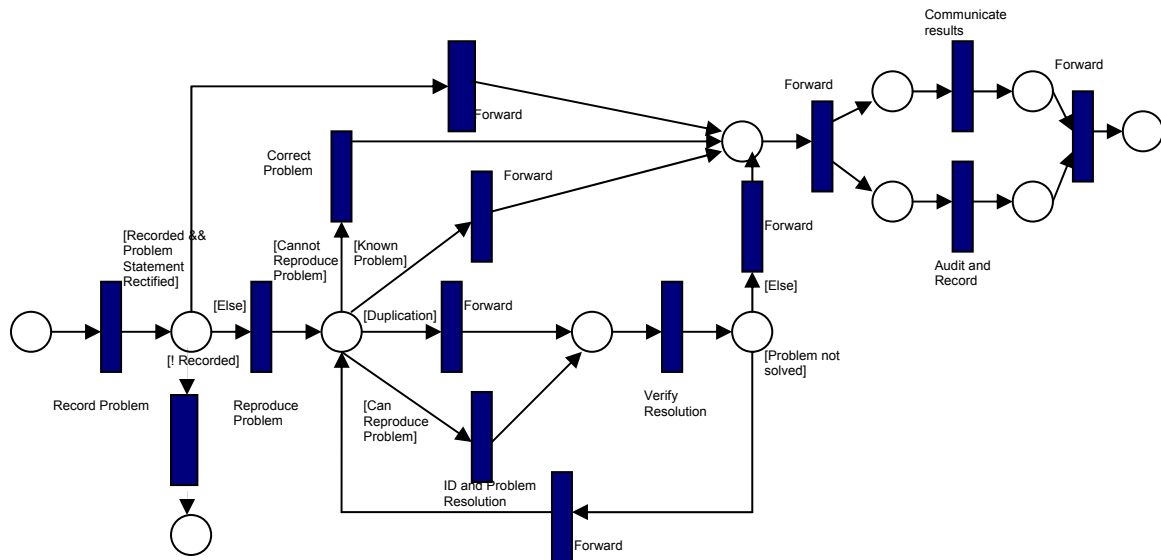 Communicate
results
Forward
Forward
Forward
Correct
Problem
Forward
[Recorded &&
Problem
Statement
Rectified]
[Cannot
Reproduce
Problem]
[Known
Problem]
Forward
Audit and
Record
[Else]
[Else]
[Duplication]
Forward
[! Recorded]
[Problem not
solved]
Record Problem
Reproduce
Problem
[Can
Reproduce
Problem]
Verify
Resolution
ID and Problem
Resolution
Forward